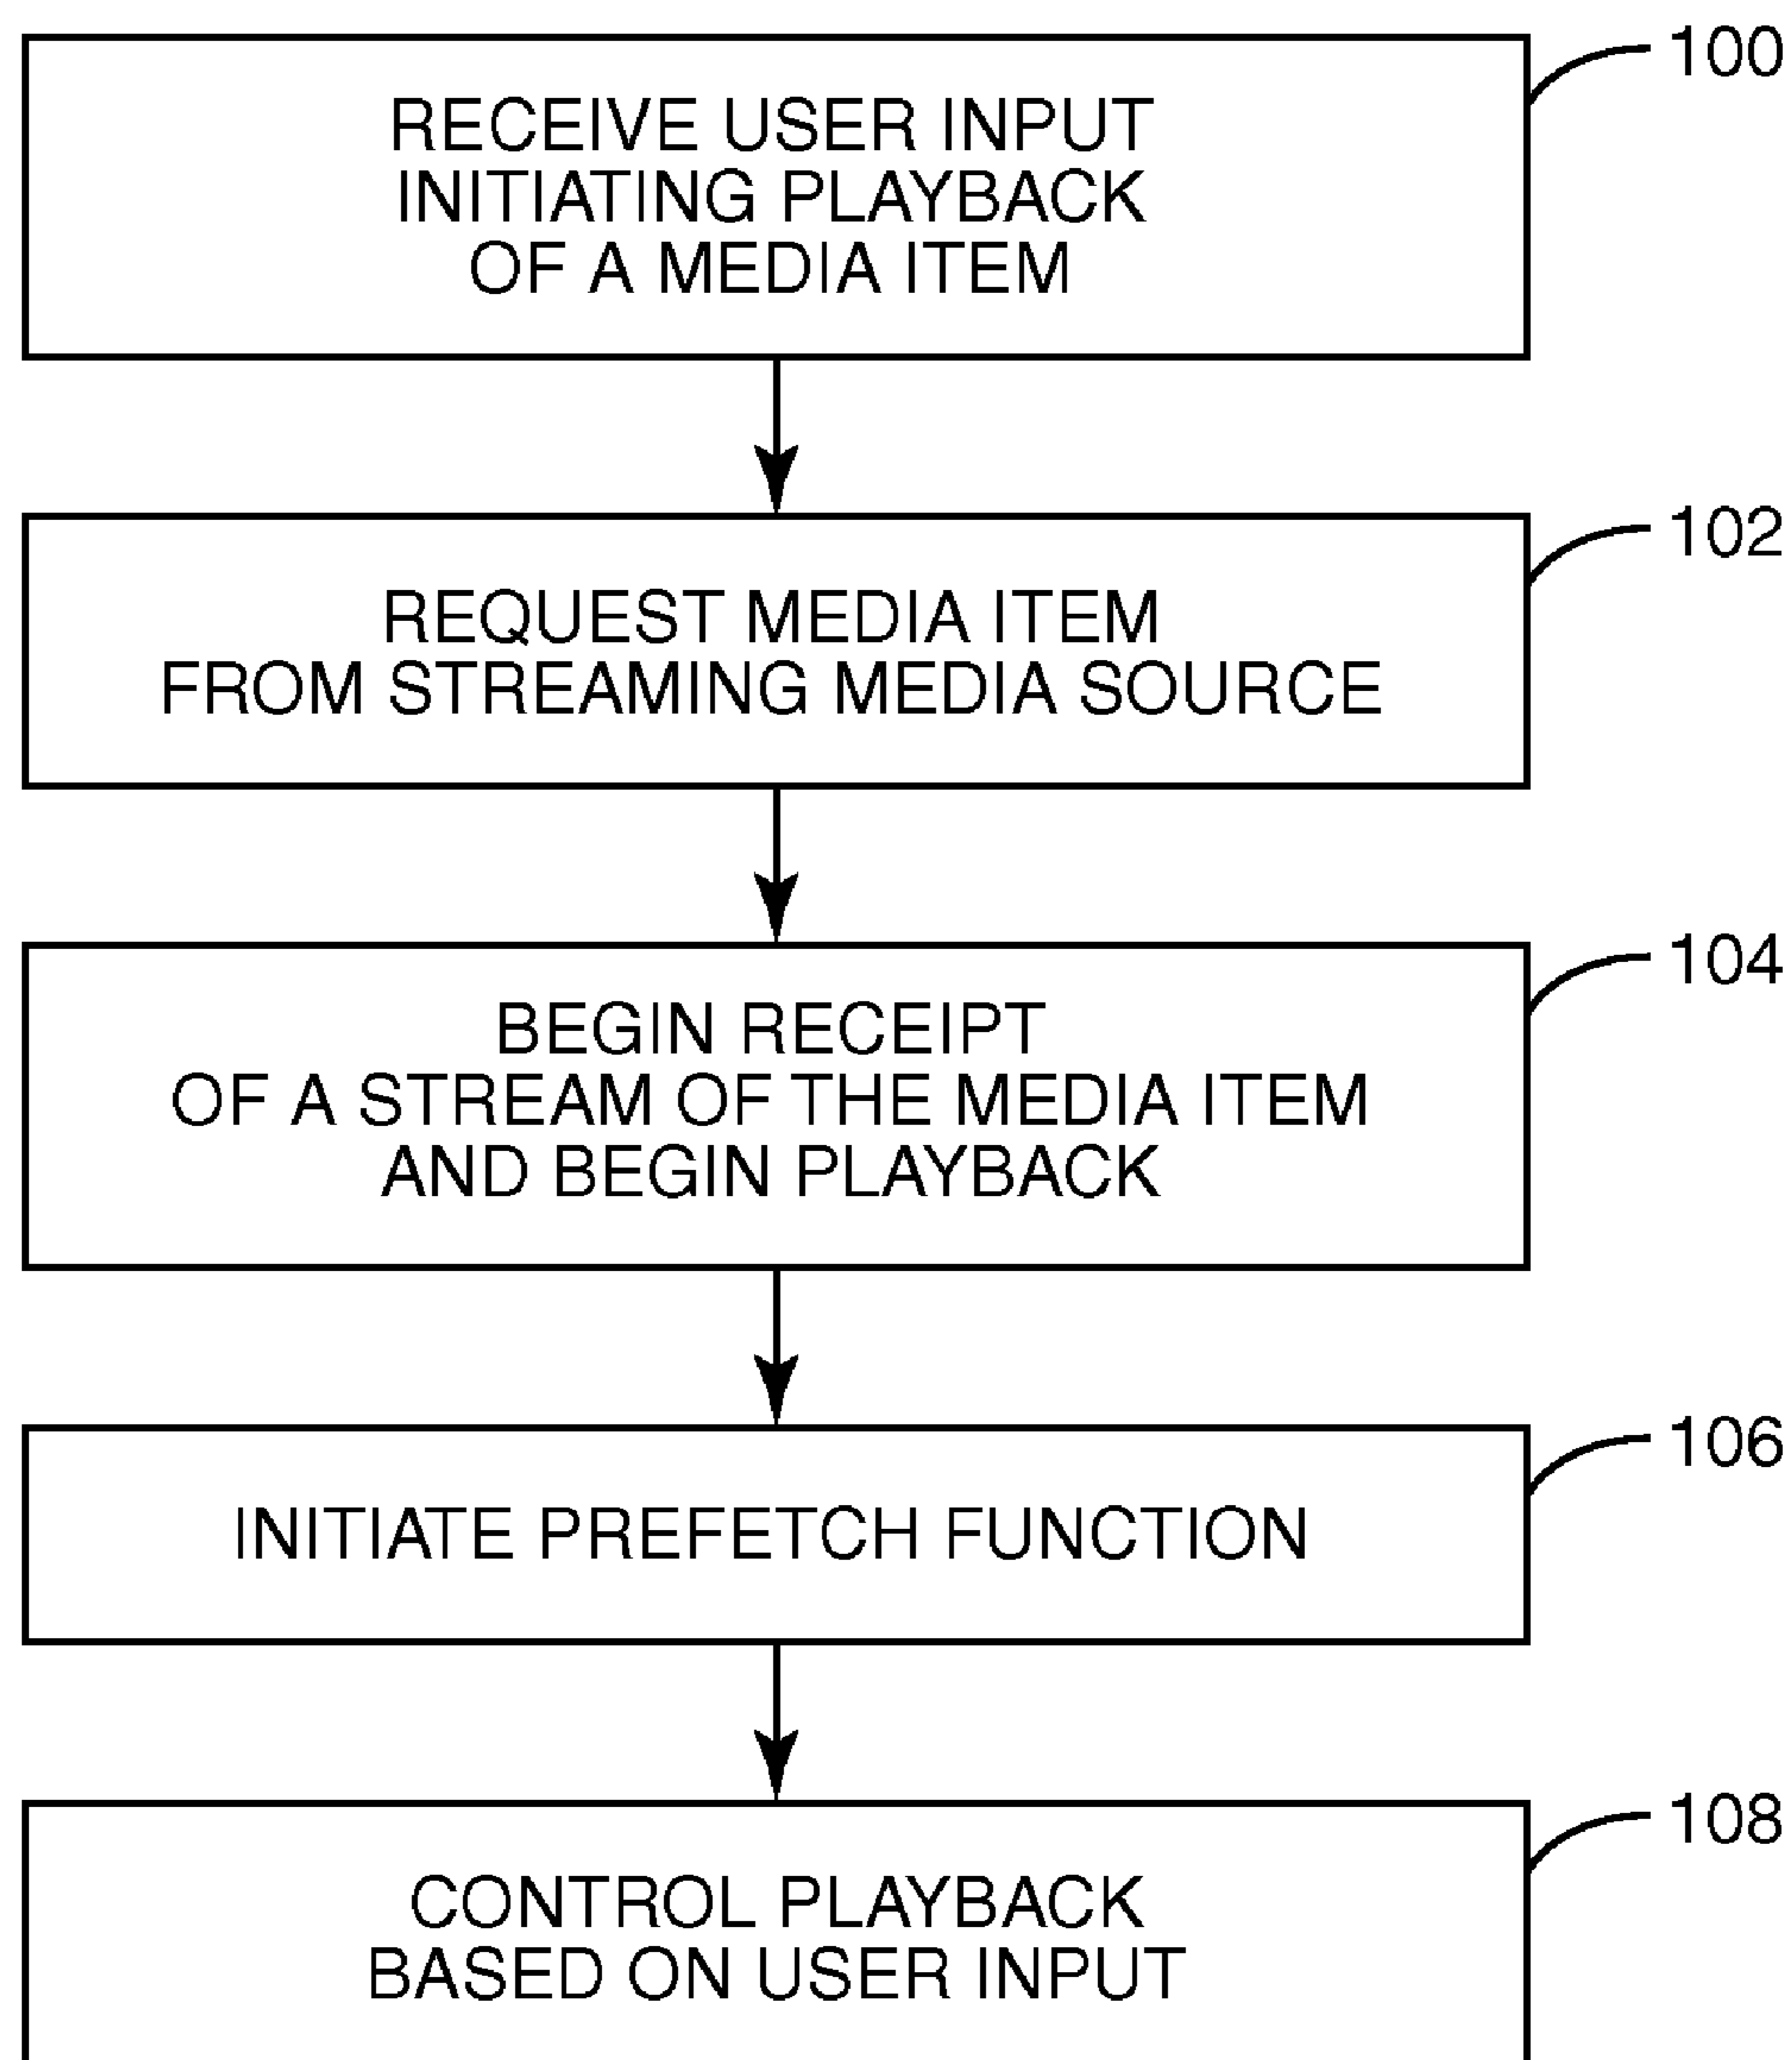 100
RECEIVE USER INPUT
INITIATING PLAYBACK
OF A MEDIA ITEM
102
REQUEST MEDIA ITEM
FROM STREAMING MEDIA SOURCE
104
BEGIN RECEIPT
OF A STREAM OF THE MEDIA ITEM
AND BEGIN PLAYBACK
106
INITIATE PREFETCH FUNCTION
108
CONTROL PLAYBACK
BASED ON USER INPUT